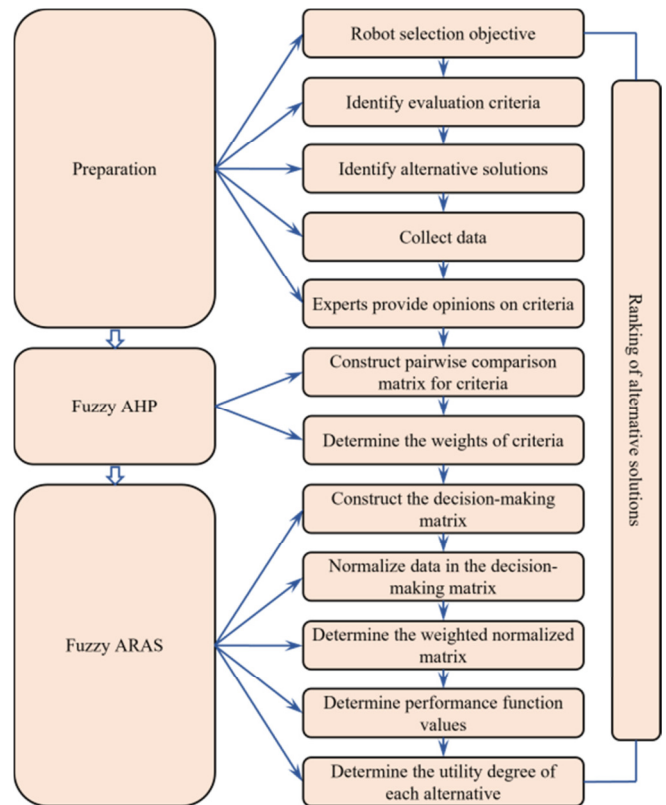 Preparation
Robot selection objective
Identify evaluation criteria
Identify alternative solutions
Collect data
Experts provide opinions on criteria
Fuzzy AHP
Construct pairwise comparison
matrix for criteria
Determine the weights of criteria
Fuzzy ARAS
Construct the decision-making
matrix
Normalize data in the decision-
making matrix
Determine the weighted normalized
matrix
Determine performance function
values
Determine the utility degree of
each alternative
Ranking of alternative solutions